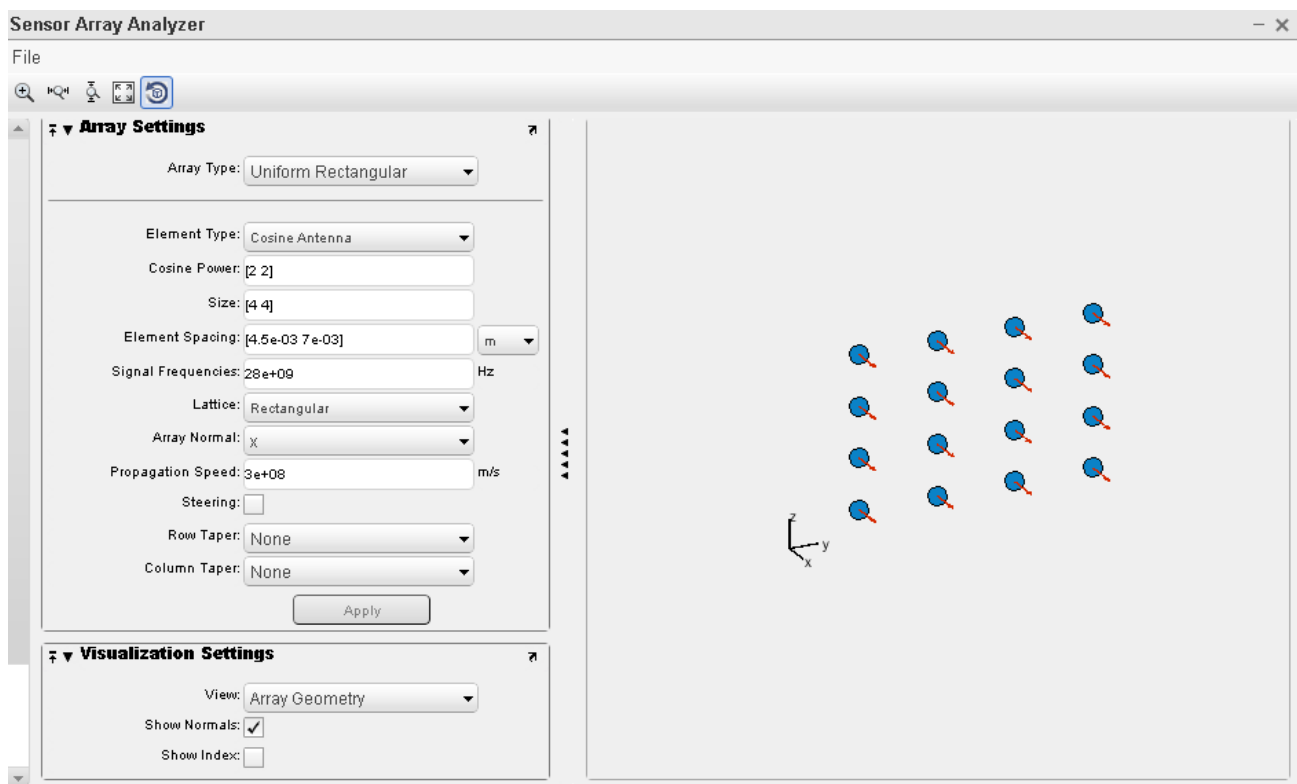 Sensor Array Analyzer
File
Array Settings
Array Type: Uniform Rectangular
Element Type: Cosine Antenna
Cosine Power: [2 2]
Size: [4 4]
Element Spacing: [4.5e-03 7e-03] m
Signal Frequencies: 28e+09 Hz
Lattice: Rectangular
Array Normal: x
Propagation Speed: 3e+08 m/s
Steering:
Row Taper: None
Column Taper: None
Apply
Visualization Settings
View: Array Geometry
Show Normals:
Show Index:
z
y
x